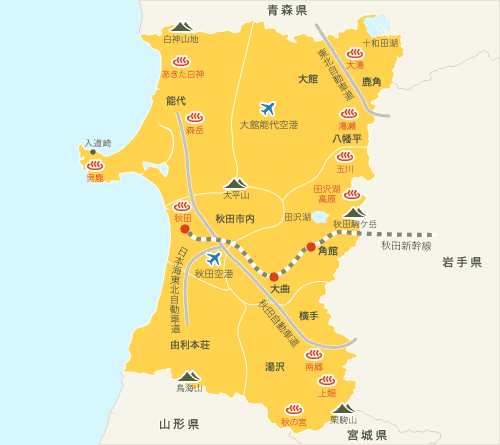 青森県
白神山地
十和田湖
あきた白神
大湯
大館
鹿角
東北自動車道
能代
森岳
大館能代空港
湯瀬
八幡平
入道崎
男鹿
玉川
大平山
田沢湖
高原
秋田
秋田市内
田沢湖
秋田駒ケ岳
秋田新幹線
角館
岩手県
秋田空港
日本海東北自動車道
大曲
秋田自動車道
横手
由利本荘
湯沢
南郷
鳥海山
上畑
秋の宮
栗駒山
山形県
宮城県